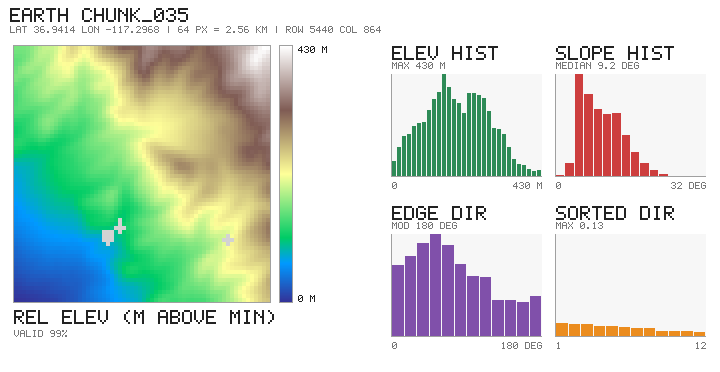 EARTH CHUNK_035
LAT 36.9414 LON -117.2968 | 64 PX = 2.56 KM | ROW 5440 COL 864
430 M
0 M
REL ELEV (M ABOVE MIN)
VALID 99%
ELEV HIST
MAX 430 M
0 430 M
SLOPE HIST
MEDIAN 9.2 DEG
0 32 DEG
EDGE DIR
MOD 180 DEG
0 180 DEG
SORTED DIR
MAX 0.13
1 12